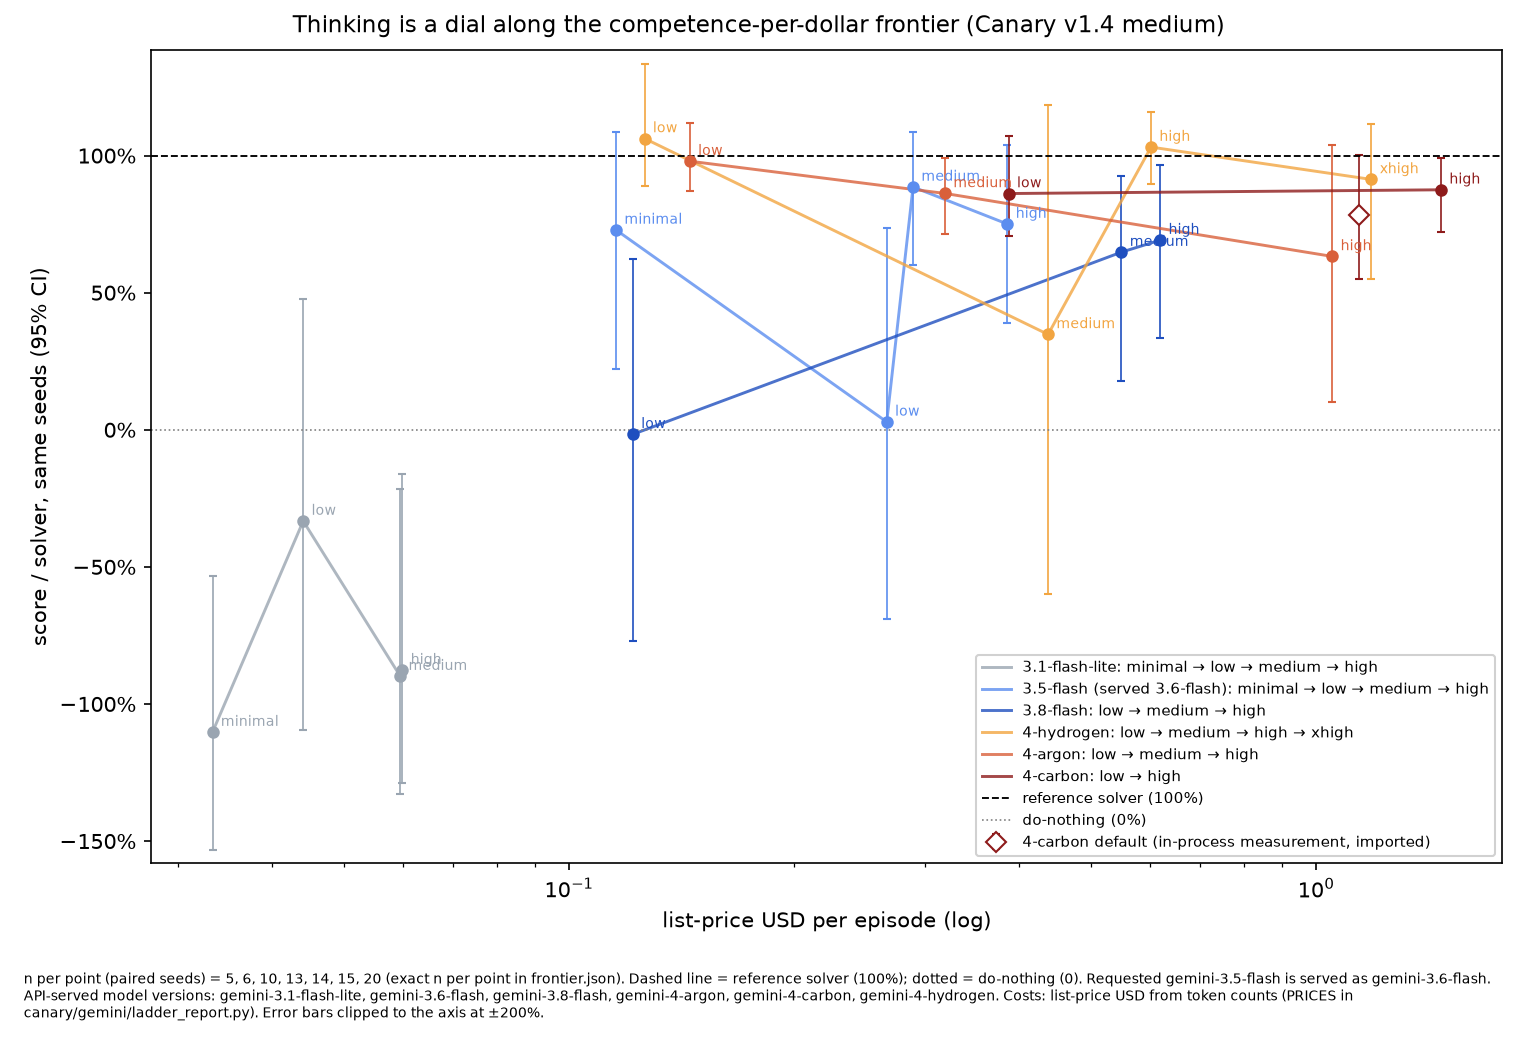 Thinking is a dial along the competence-per-dollar frontier (Canary v1.4 medium)
score / solver, same seeds (95% CI)
100%
50%
0%
−50%
−100%
−150%
low
low
high
xhigh
medium
medium
low
high
minimal
high
high
medium
high
medium
low
low
low
high
medium
minimal
3.1-flash-lite: minimal → low → medium → high
3.5-flash (served 3.6-flash): minimal → low → medium → high
3.8-flash: low → medium → high
4-hydrogen: low → medium → high → xhigh
4-argon: low → medium → high
4-carbon: low → high
reference solver (100%)
do-nothing (0%)
4-carbon default (in-process measurement, imported)
10⁻¹
10⁰
list-price USD per episode (log)
n per point (paired seeds) = 5, 6, 10, 13, 14, 15, 20 (exact n per point in frontier.json). Dashed line = reference solver (100%); dotted = do-nothing (0). Requested gemini-3.5-flash is served as gemini-3.6-flash.
API-served model versions: gemini-3.1-flash-lite, gemini-3.6-flash, gemini-3.8-flash, gemini-4-argon, gemini-4-carbon, gemini-4-hydrogen. Costs: list-price USD from token counts (PRICES in
canary/gemini/ladder_report.py). Error bars clipped to the axis at ±200%.